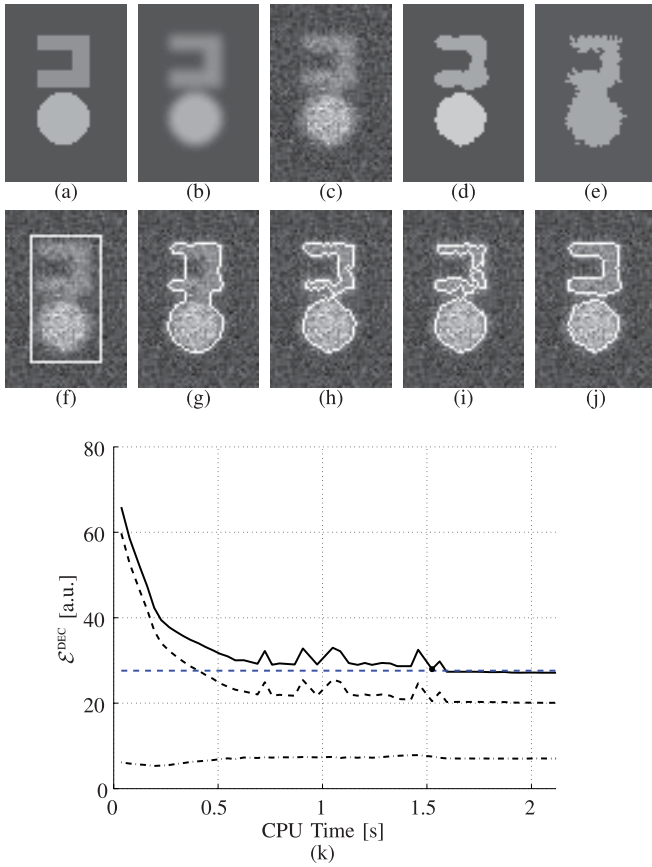 (a) (b) (c) (d) (e)
(f) (g) (h) (i) (j)
80
60
40
20
0
ℰ^DEC [a.u.]
0 0.5 1 1.5 2
CPU Time [s]
(k)